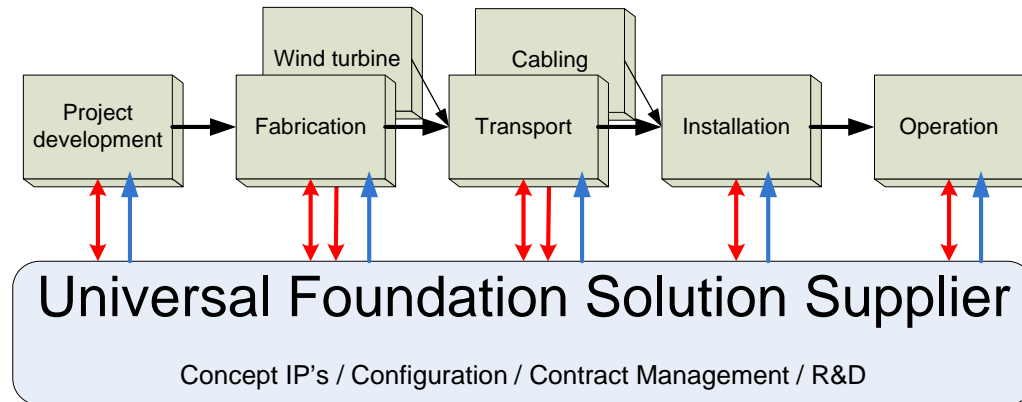 Wind turbine
Cabling
Project
development
Fabrication
Transport
Installation
Operation
Universal Foundation Solution Supplier
Concept IP's / Configuration / Contract Management / R&D